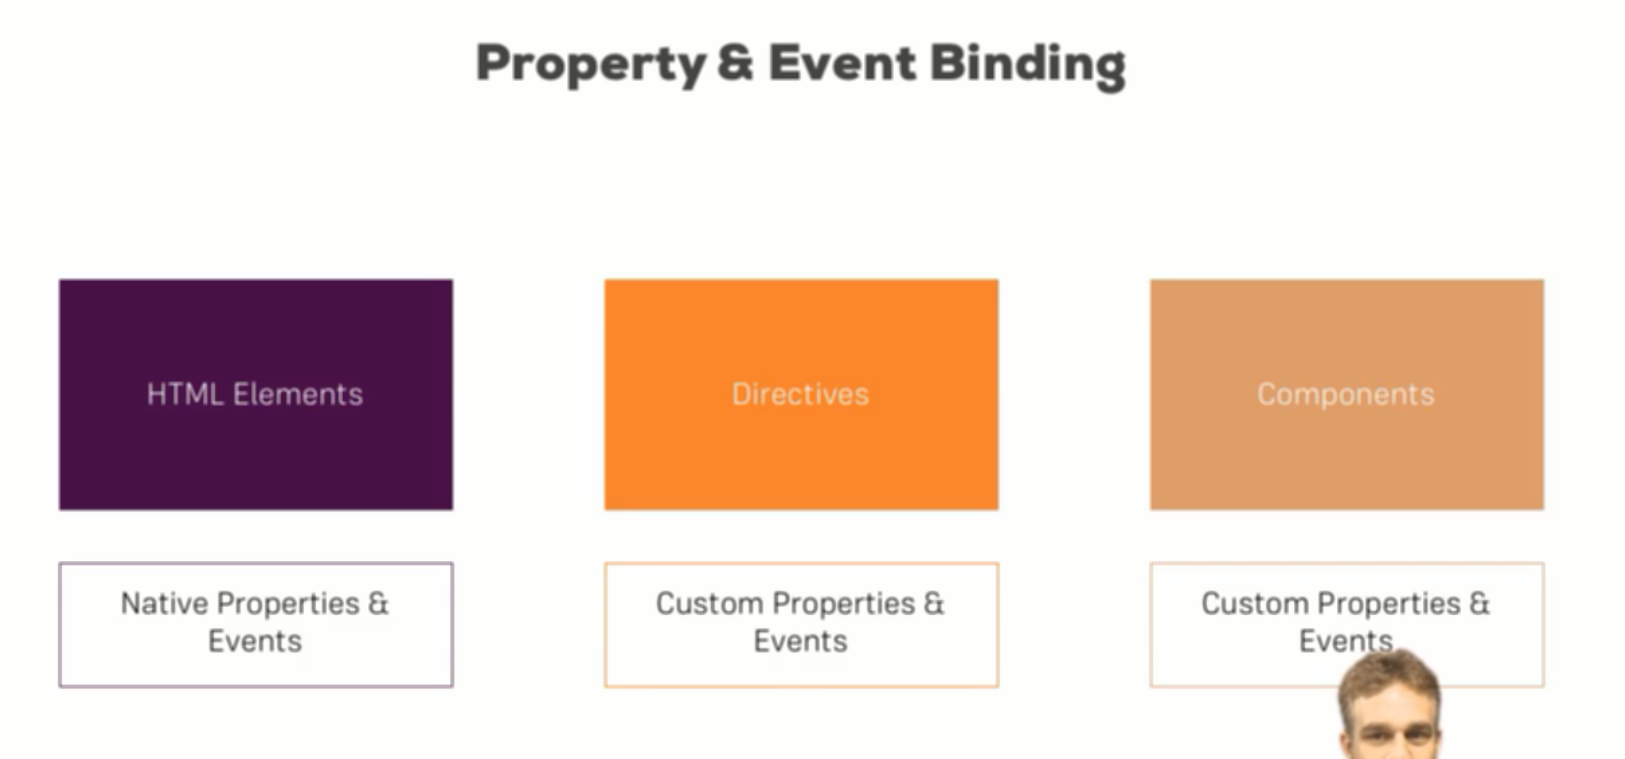 Property & Event Binding
HTML Elements
Directives
Components
Native Properties &
Events
Custom Properties &
Events
Custom Properties &
Events